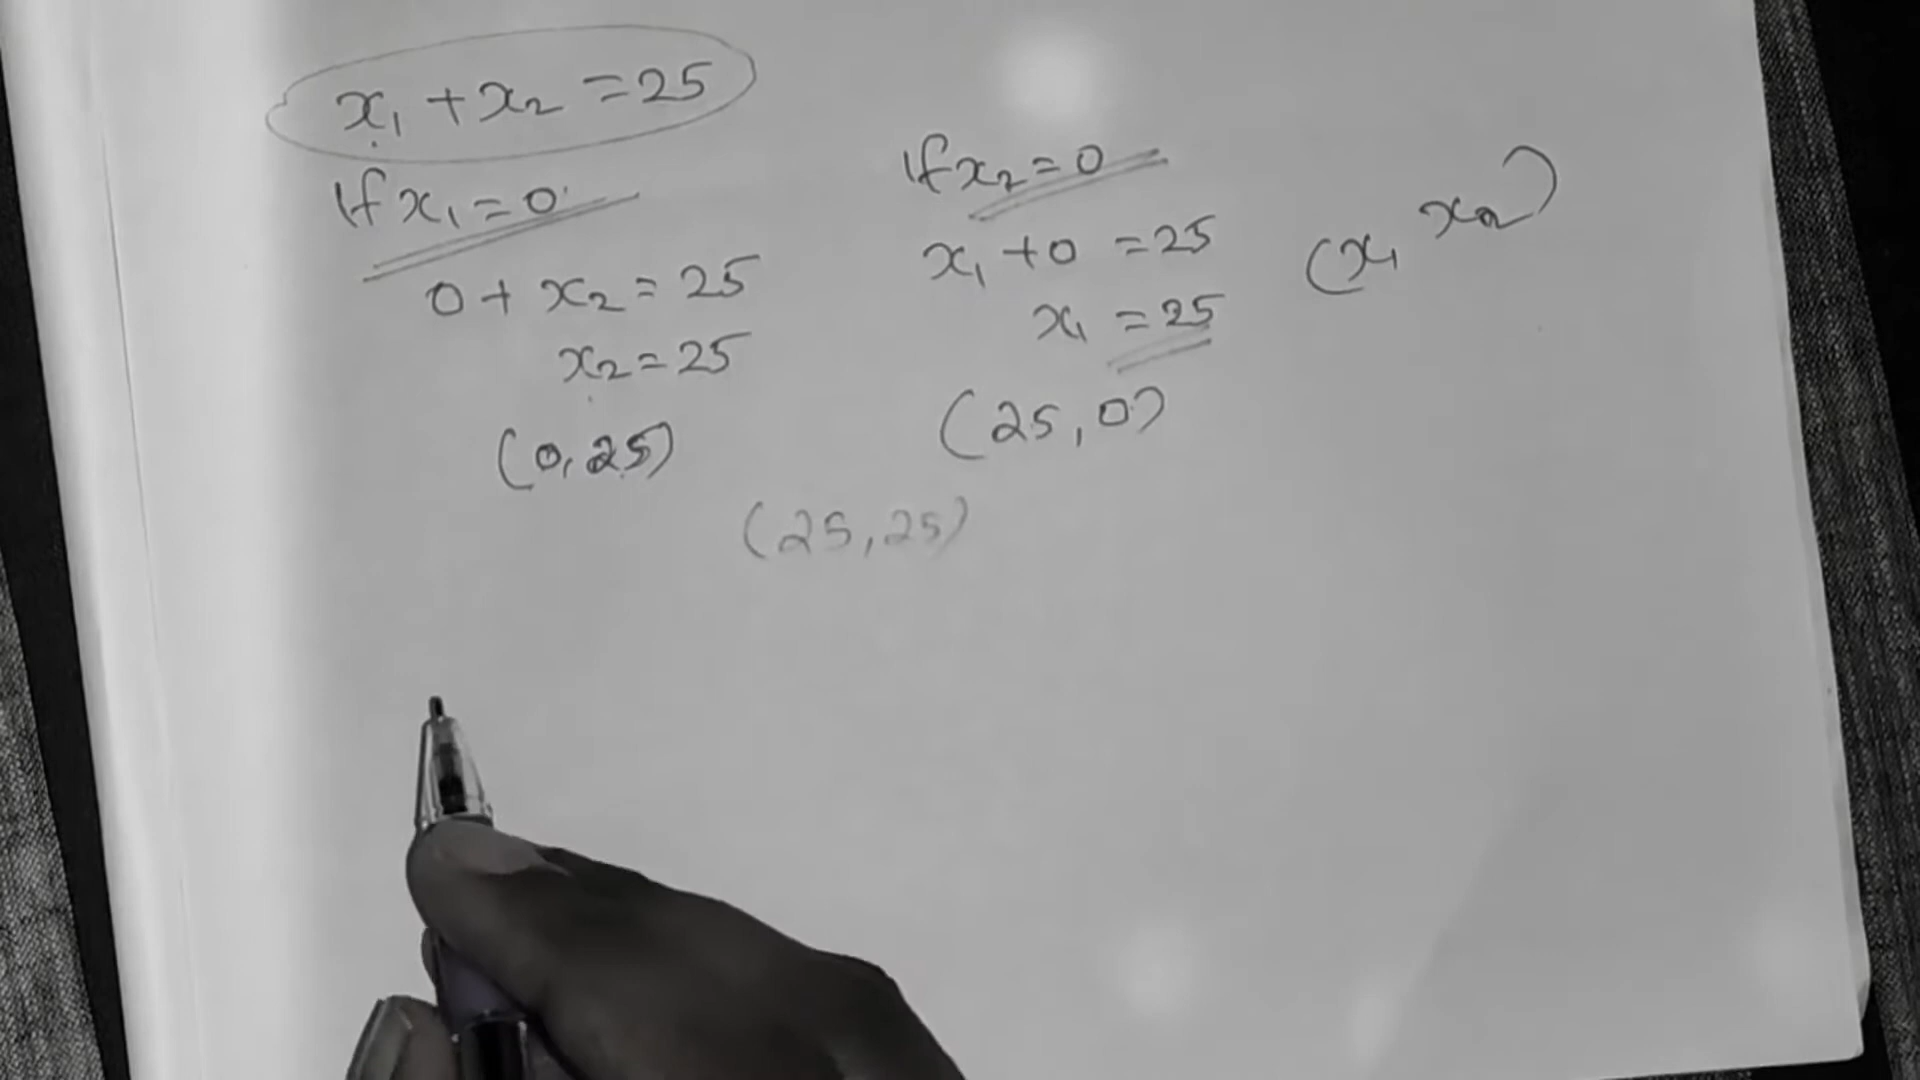 x₁ + x₂ = 25
If x₁ = 0
0 + x₂ = 25
x₂ = 25
(0, 25)
If x₂ = 0
x₁ + 0 = 25
x₁ = 25
(25, 0)
(x₁ x₂)
(25, 25)